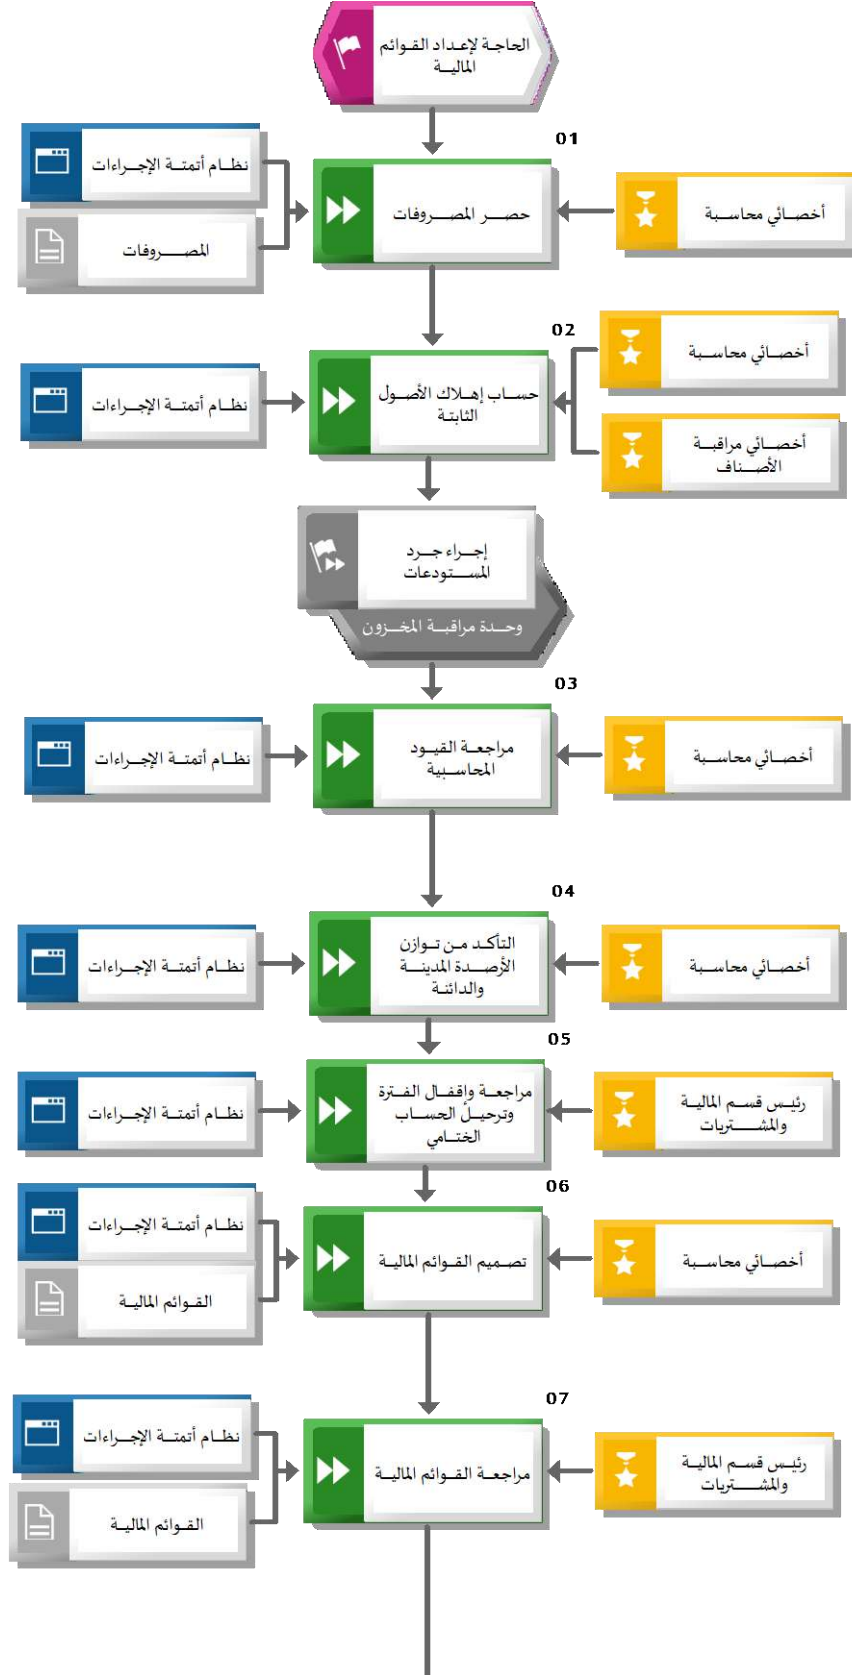 الحاجة لإعداد القوائم
المالية
01
أخصائي محاسبة
حصر المصروفات
نظام أتمتة الإجراءات
المصروفات
02
أخصائي محاسبة
أخصائي مراقبة
الأصناف
حساب إهلاك الأصول
الثابتة
نظام أتمتة الإجراءات
إجراء جرد
المستودعات
وحدة مراقبة المخزون
03
أخصائي محاسبة
مراجعة القيود
المحاسبية
نظام أتمتة الإجراءات
04
أخصائي محاسبة
التأكد من توازن
الأرصدة المدينة
والدائنة
نظام أتمتة الإجراءات
05
رئيس قسم المالية
والمشتريات
مراجعة وإقفال الفترة
وترحيل الحساب
الختامي
نظام أتمتة الإجراءات
06
أخصائي محاسبة
تصميم القوائم المالية
نظام أتمتة الإجراءات
القوائم المالية
07
رئيس قسم المالية
والمشتريات
مراجعة القوائم المالية
نظام أتمتة الإجراءات
القوائم المالية